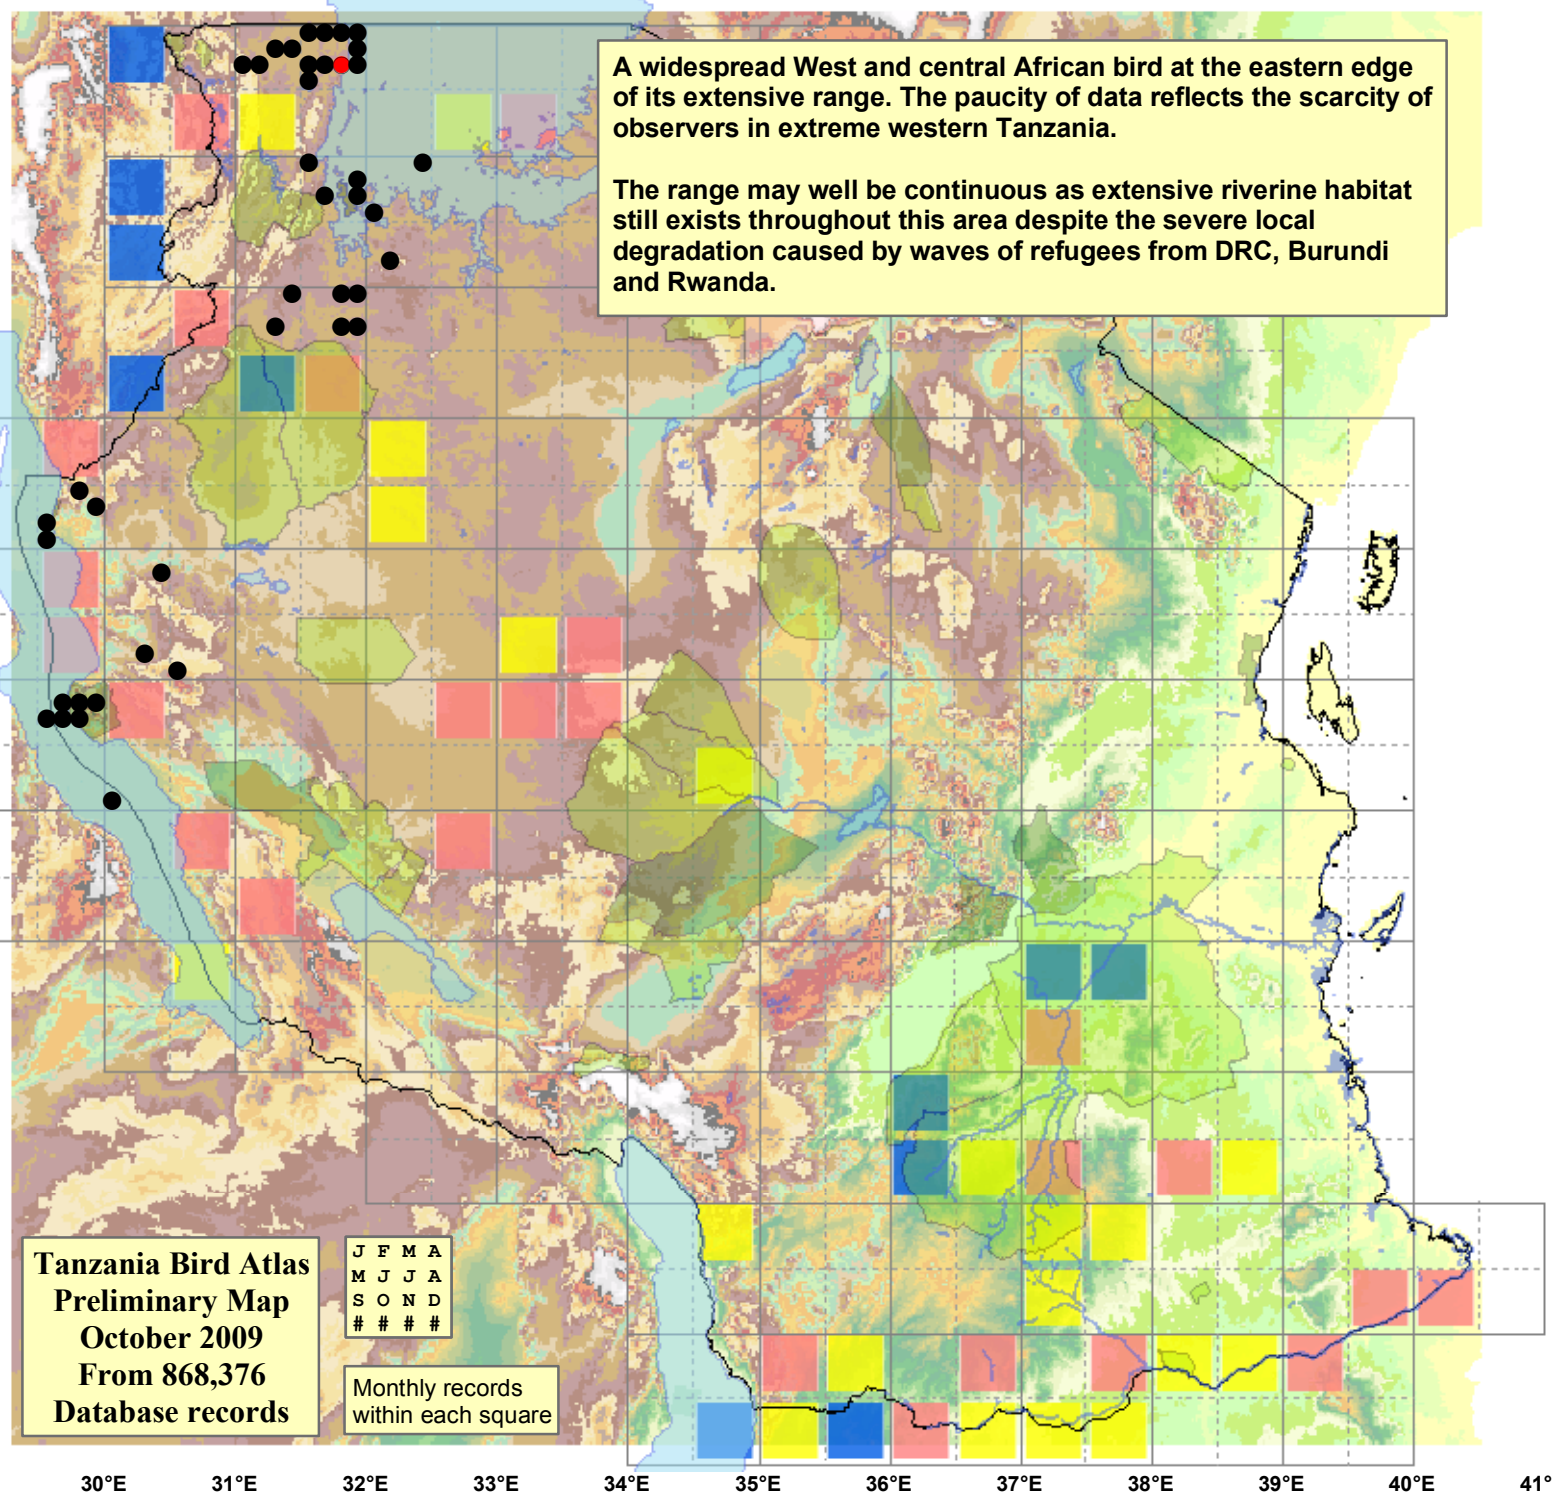 A widespread West and central African bird at the eastern edge
of its extensive range. The paucity of data reflects the scarcity of
observers in extreme western Tanzania.
The range may well be continuous as extensive riverine habitat
still exists throughout this area despite the severe local
degradation caused by waves of refugees from DRC, Burundi
and Rwanda.
Tanzania Bird Atlas
Preliminary Map
October 2009
From 868,376
Database records
J F M A
M J J A
S O N D
# # # #
Monthly records
within each square
30°E 31°E 32°E 33°E 34°E 35°E 36°E 37°E 38°E 39°E 40°E 41°